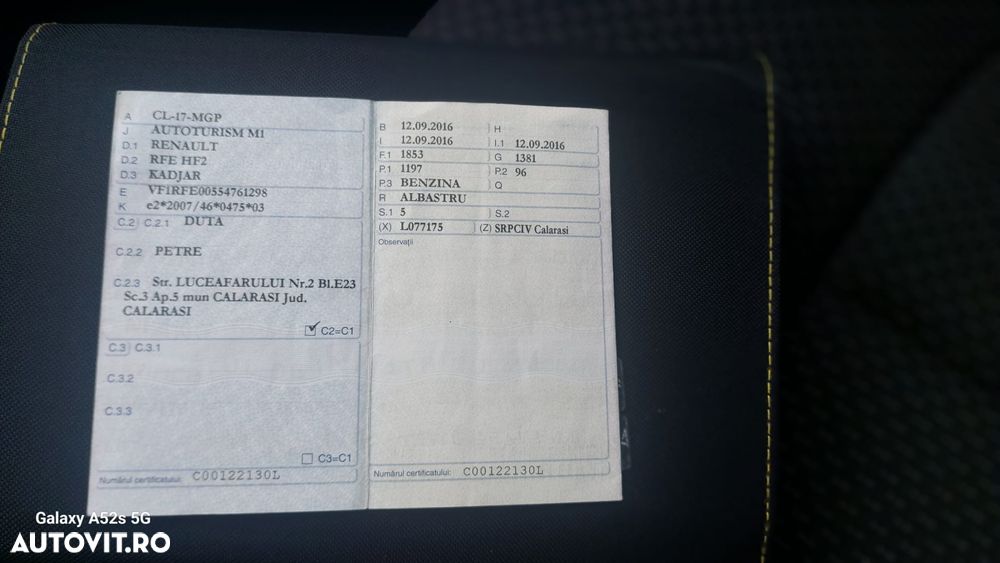 A CL-17-MGP
J AUTOTURISM M1
D.1 RENAULT
D.2 RFE HF2
D.3 KADJAR
E VF1RFE00554761298
K e2*2007/46*0475*03
C.2 C.2.1 DUTA
C.2.2 PETRE
C.2.3 Str. LUCEAFARULUI Nr.2 Bl.E23
Sc.3 Ap.5 mun CALARASI Jud.
CALARASI
C2=C1
C.3 C.3.1
C.3.2
C.3.3
C3=C1
Numărul certificatului: C00122130L
B 12.09.2016 H
I 12.09.2016 I.1 12.09.2016
F.1 1853 G 1381
P.1 1197 P.2 96
P.3 BENZINA Q
R ALBASTRU
S.1 5 S.2
(X) L077175 (Z) SRPCIV Calarasi
Observații
Numărul certificatului: C00122130L
Galaxy A52s 5G
AUTOVIT.RO